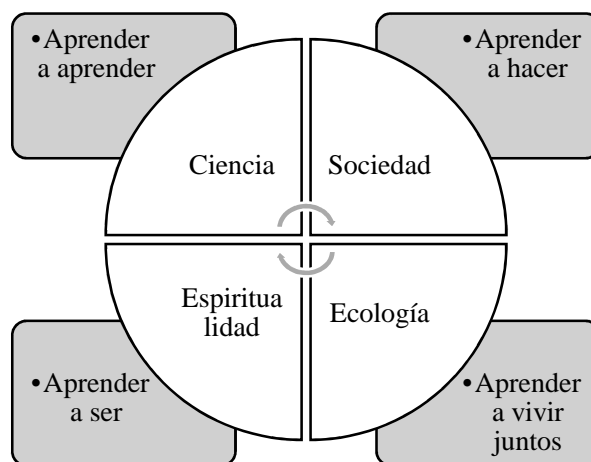 •Aprender
a aprender
•Aprender
a hacer
Ciencia
Sociedad
Espiritua
lidad
Ecología
•Aprender
a ser
•Aprender
a vivir
juntos